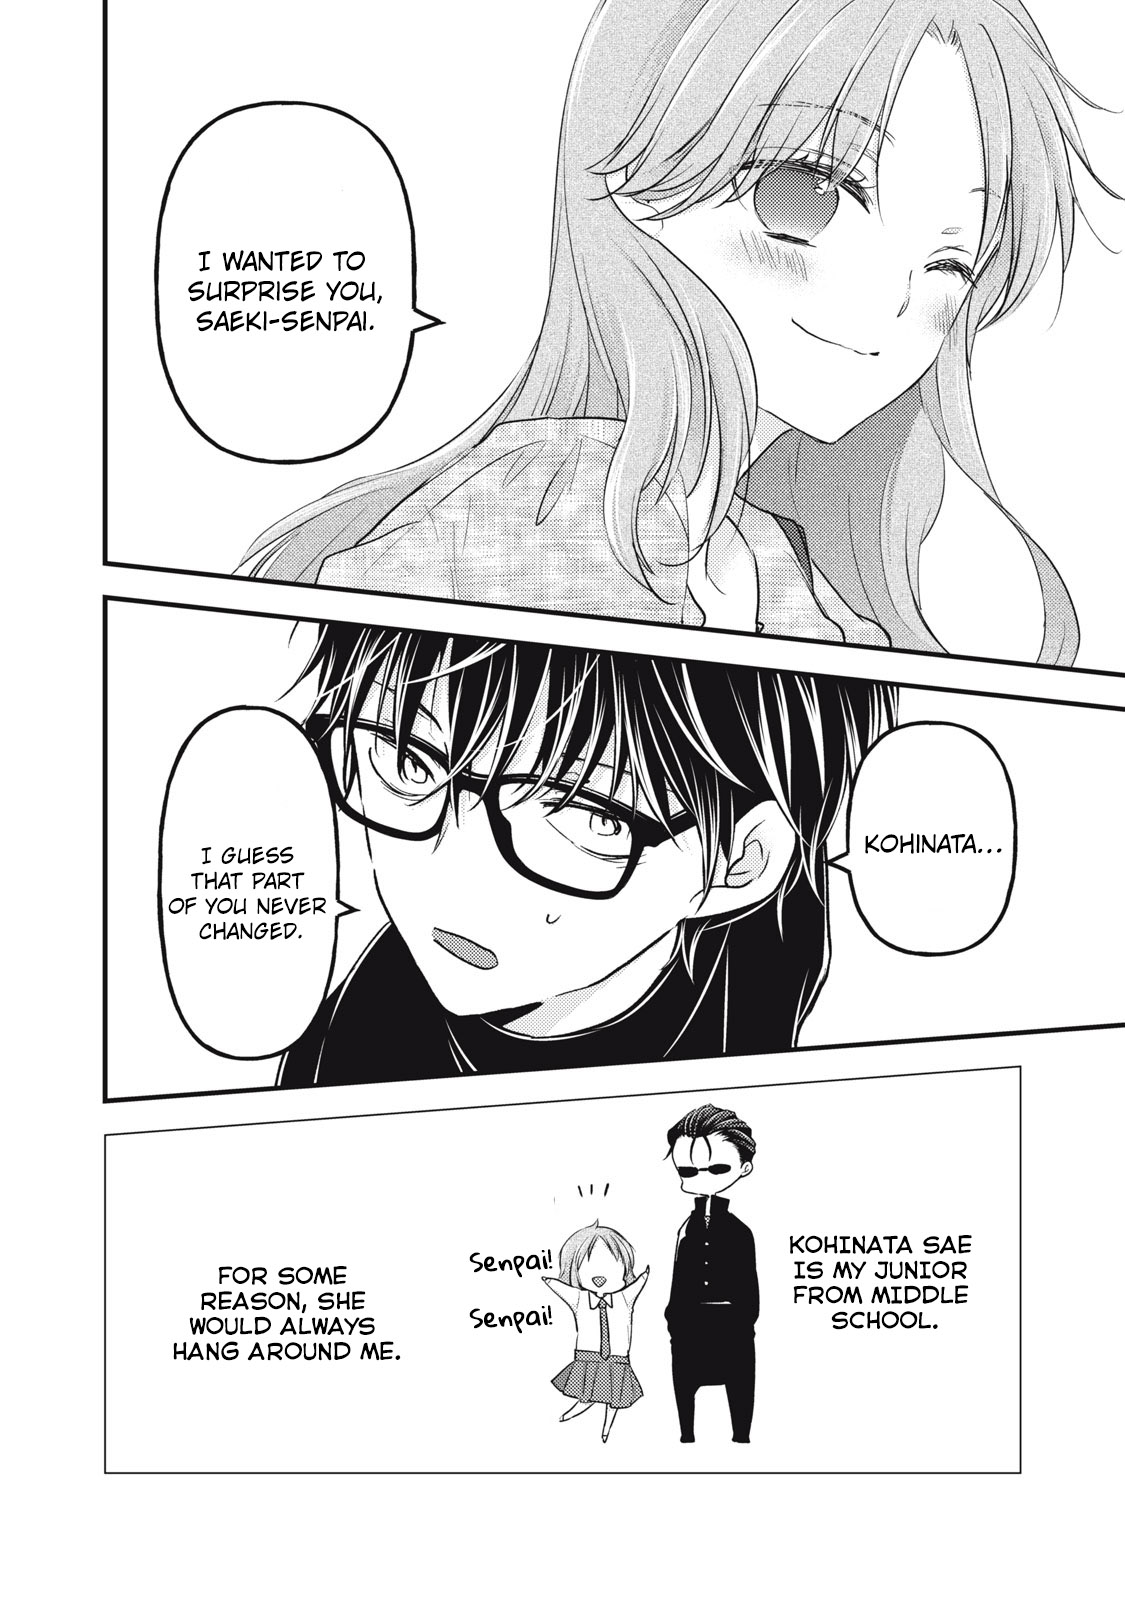 I WANTED TO
SURPRISE YOU,
SAEKI-SENPAI.
KOHINATA...
I GUESS
THAT PART
OF YOU NEVER
CHANGED.
KOHINATA SAE
IS MY JUNIOR
FROM MIDDLE
SCHOOL.
Senpai!
Senpai!
FOR SOME
REASON, SHE
WOULD ALWAYS
HANG AROUND ME.